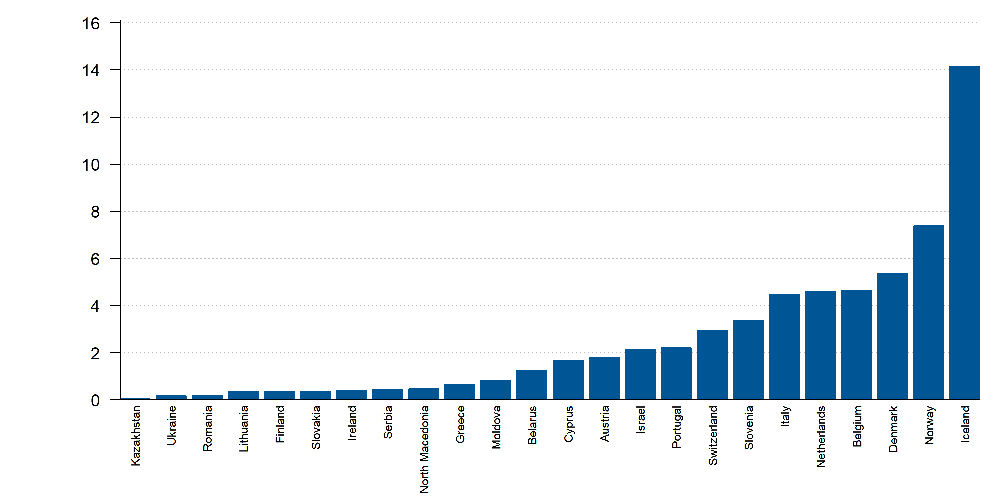 16
14
12
10
8
6
4
2
0
Kazakhstan
Ukraine
Romania
Lithuania
Finland
Slovakia
Ireland
Serbia
North Macedonia
Greece
Moldova
Belarus
Cyprus
Austria
Israel
Portugal
Switzerland
Slovenia
Italy
Netherlands
Belgium
Denmark
Norway
Iceland